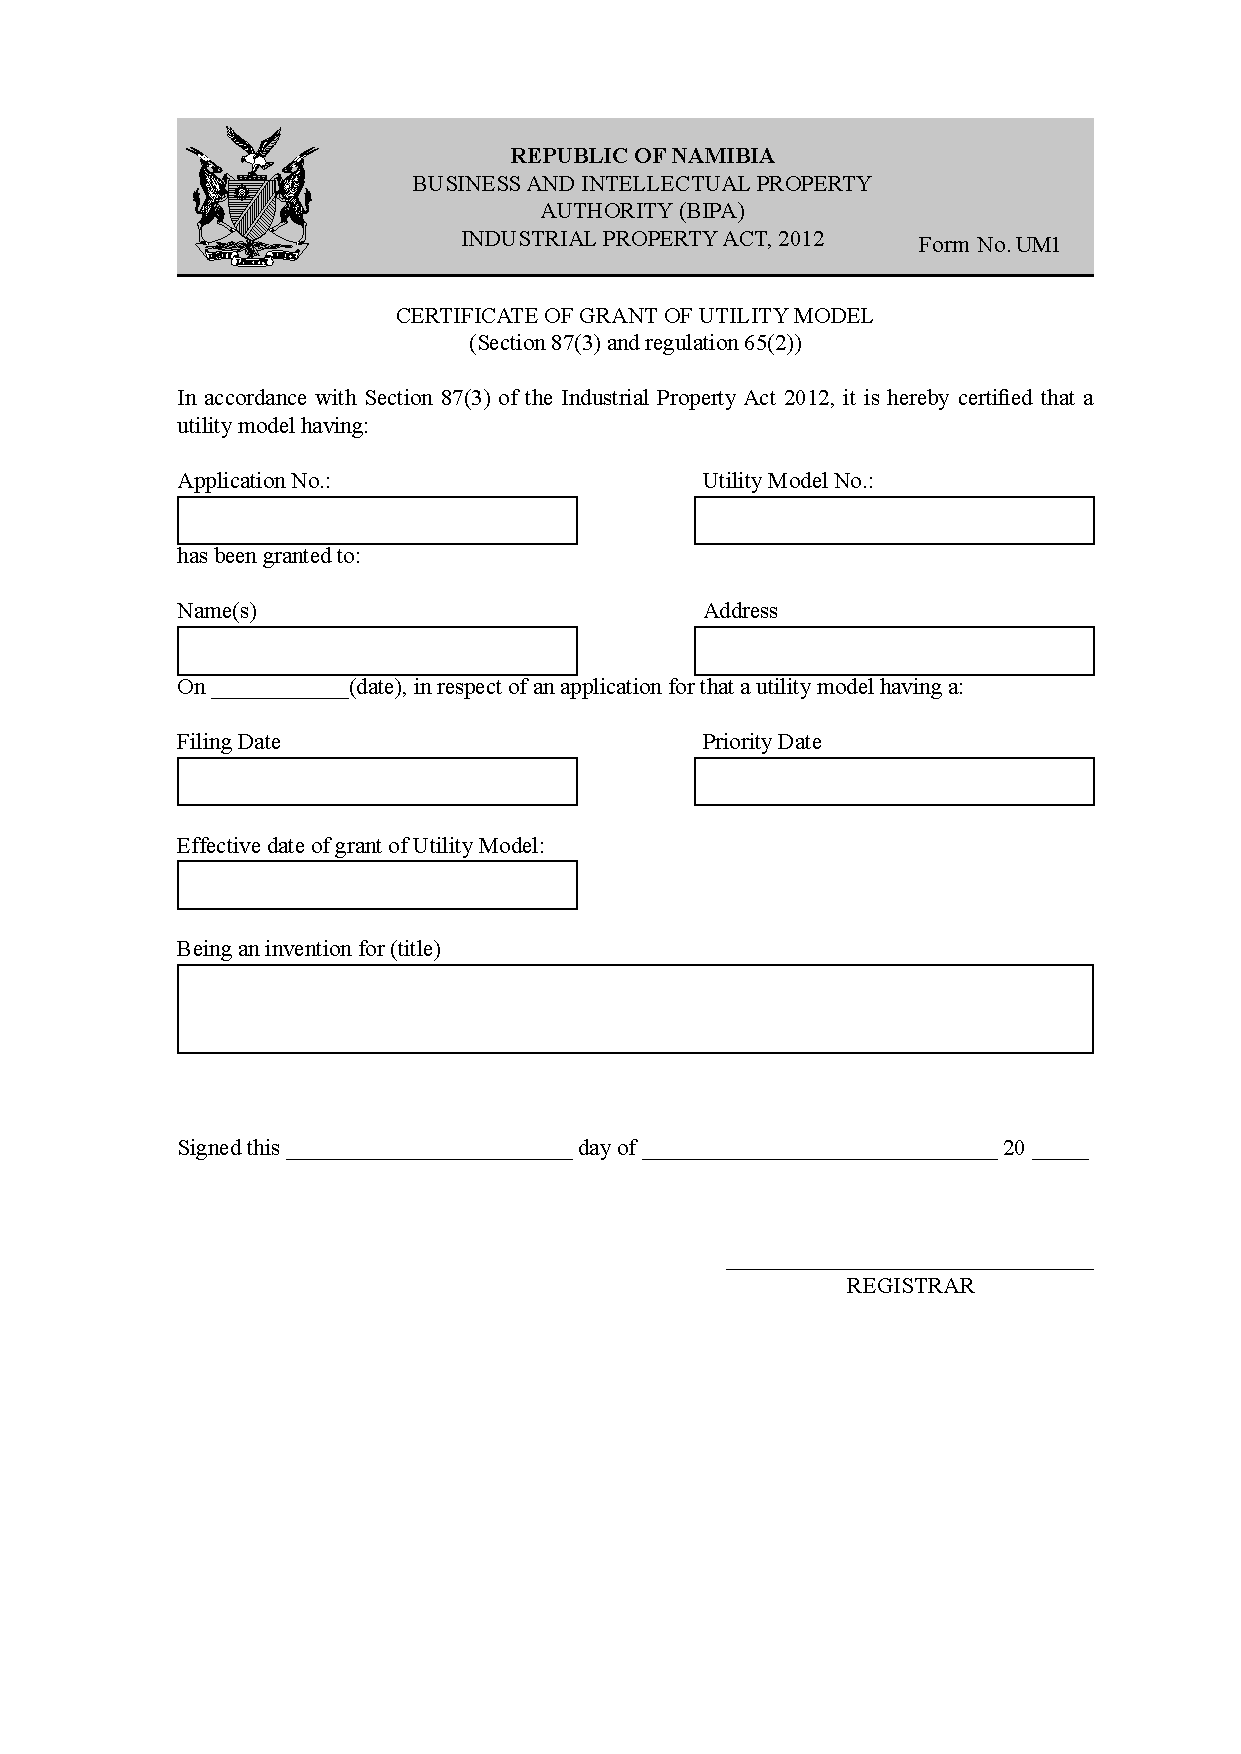 REPUBLIC OF NAMIBIA
BUSINESS AND INTELLECTUAL PROPERTY
AUTHORITY (BIPA)
INDUSTRIAL PROPERTY ACT, 2012
Form No. UM1
CERTIFICATE OF GRANT OF UTILITY MODEL
(Section 87(3) and regulation 65(2))
In accordance with Section 87(3) of the Industrial Property Act 2012, it is hereby certified that a
utility model having:
Application No.: Utility Model No.:
has been granted to:
Name(s) Address
On ____________(date), in respect of an application for that a utility model having a:
Filing Date Priority Date
Effective date of grant of Utility Model:
Being an invention for (title)
Signed this _________________________ day of _______________________________ 20 _____
________________________________
REGISTRAR